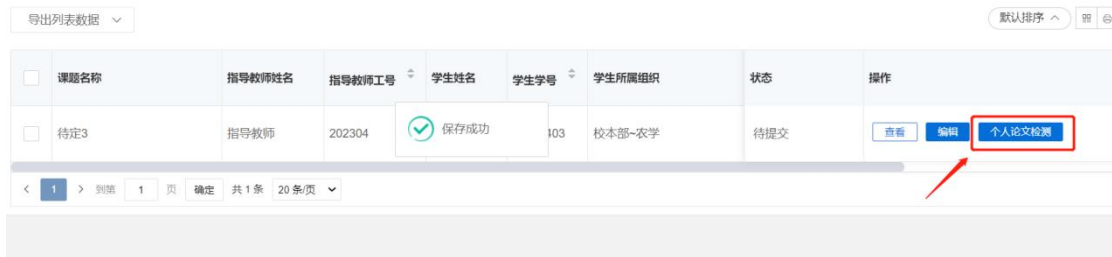 导出列表数据
默认排序
课题名称 指导教师姓名 指导教师工号 学生姓名 学生学号 学生所属组织 状态 操作
待定3 指导教师 202304 保存成功 403 校本部~农学 待提交 查看 编辑 个人论文检测
1 到第 1 页 确定 共 1 条 20 条/页